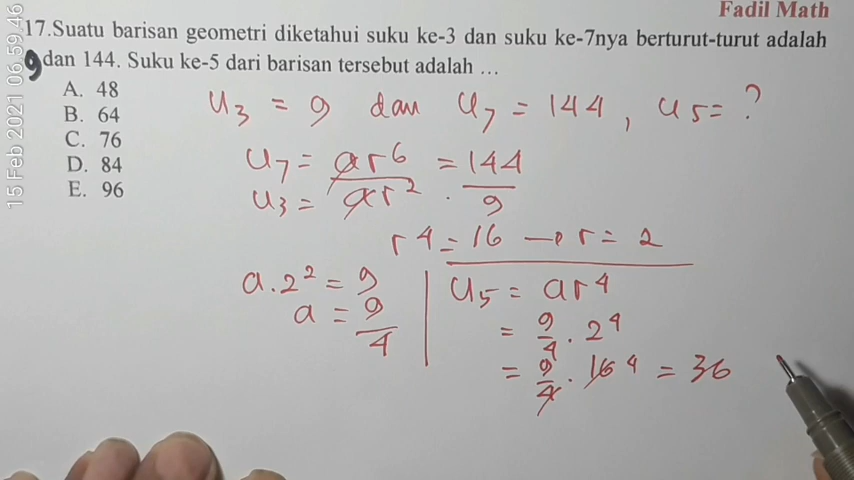 Fadil Math
15 Feb 2021 06.59.46
17.Suatu barisan geometri diketahui suku ke-3 dan suku ke-7nya berturut-turut adalah
9 dan 144. Suku ke-5 dari barisan tersebut adalah …
A. 48
B. 64
C. 76
D. 84
E. 96
U₃ = 9 dan U₇ = 144, U₅ = ?
U₇ = ar⁶ = 144
U₃ = ar² . 9
r⁴ = 16 → r = 2
a.2² = 9
a = 9/4
U₅ = ar⁴
= 9/4 . 2⁴
= 9/4 . 16 4 = 36